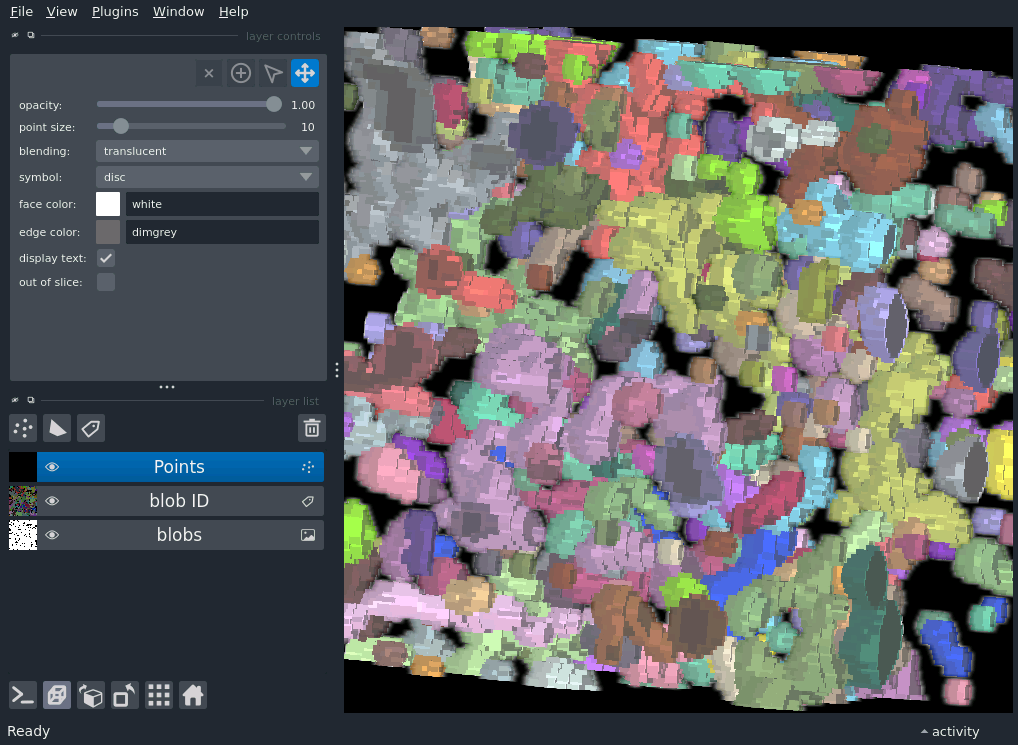 File View Plugins Window Help
layer controls
opacity: 1.00
point size: 10
blending: translucent
symbol: disc
face color: white
edge color: dimgrey
display text:
out of slice:
layer list
Points
blob ID
blobs
Ready
activity